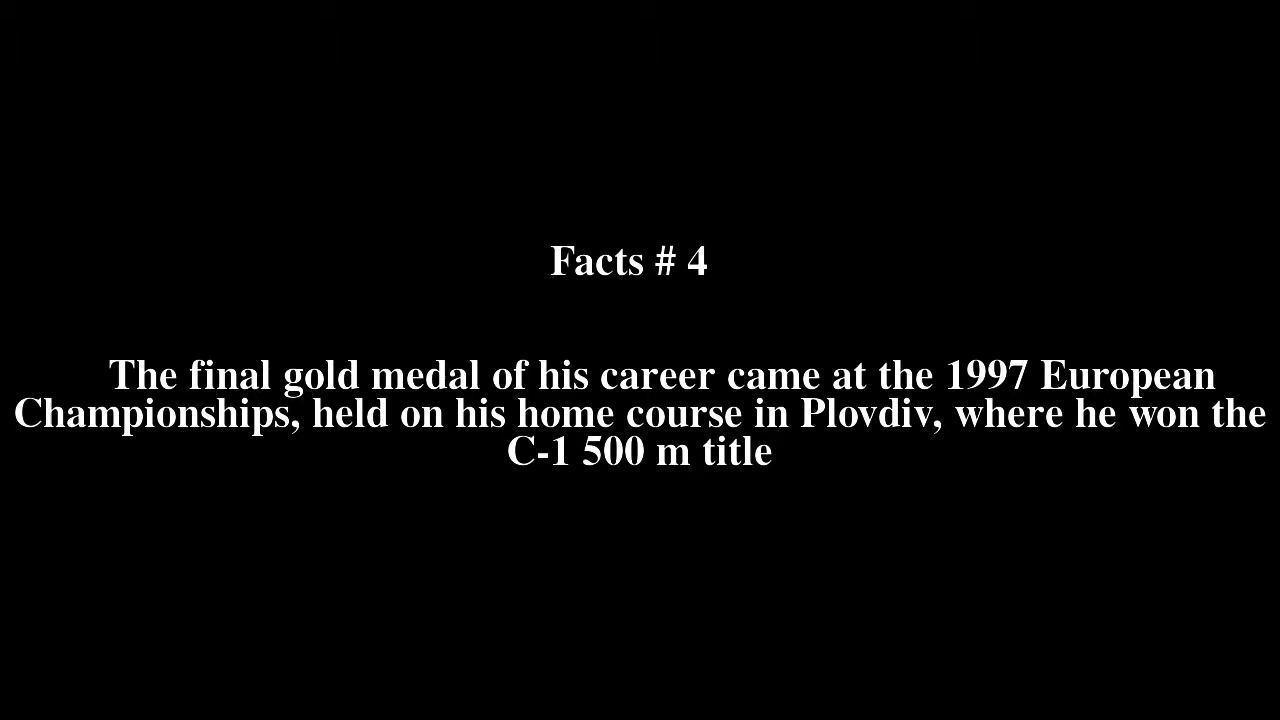 Facts # 4
The final gold medal of his career came at the 1997 European
Championships, held on his home course in Plovdiv, where he won the
C-1 500 m title